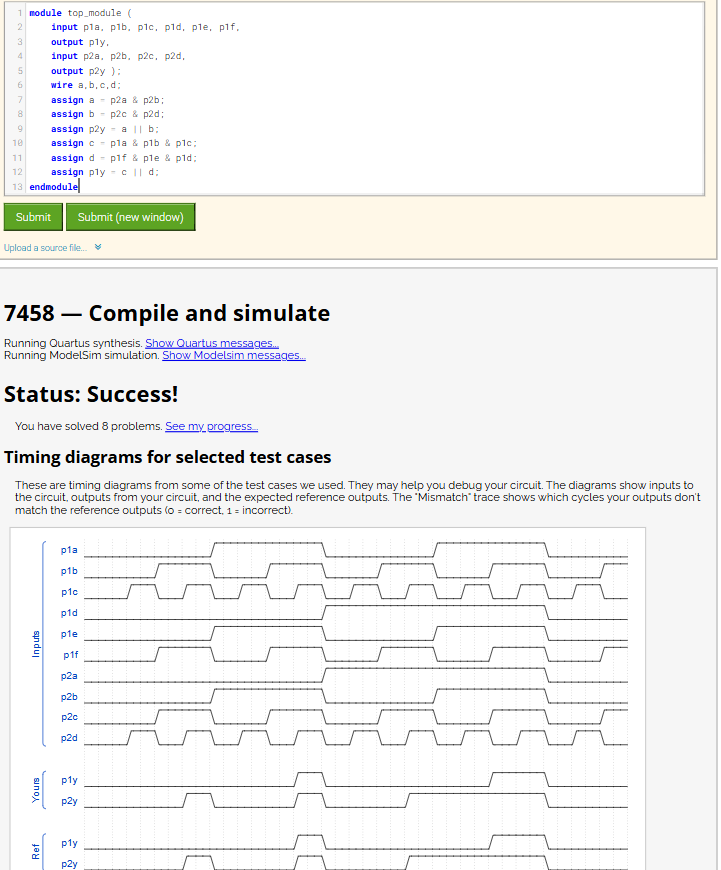 1 module top_module (
2 input p1a, p1b, p1c, p1d, p1e, p1f,
3 output p1y,
4 input p2a, p2b, p2c, p2d,
5 output p2y );
6 wire a,b,c,d;
7 assign a = p2a & p2b;
8 assign b = p2c & p2d;
9 assign p2y = a || b;
10 assign c = p1a & p1b & p1c;
11 assign d = p1f & p1e & p1d;
12 assign p1y = c || d;
13 endmodule
Submit Submit (new window)
Upload a source file...
7458 — Compile and simulate
Running Quartus synthesis. Show Quartus messages...
Running ModelSim simulation. Show Modelsim messages...
Status: Success!
You have solved 8 problems. See my progress...
Timing diagrams for selected test cases
These are timing diagrams from some of the test cases we used. They may help you debug your circuit. The diagrams show inputs to
the circuit, outputs from your circuit, and the expected reference outputs. The "Mismatch" trace shows which cycles your outputs don't
match the reference outputs (0 = correct, 1 = incorrect).
Inputs
p1a
p1b
p1c
p1d
p1e
p1f
p2a
p2b
p2c
p2d
Yours
p1y
p2y
Ref
p1y
p2y